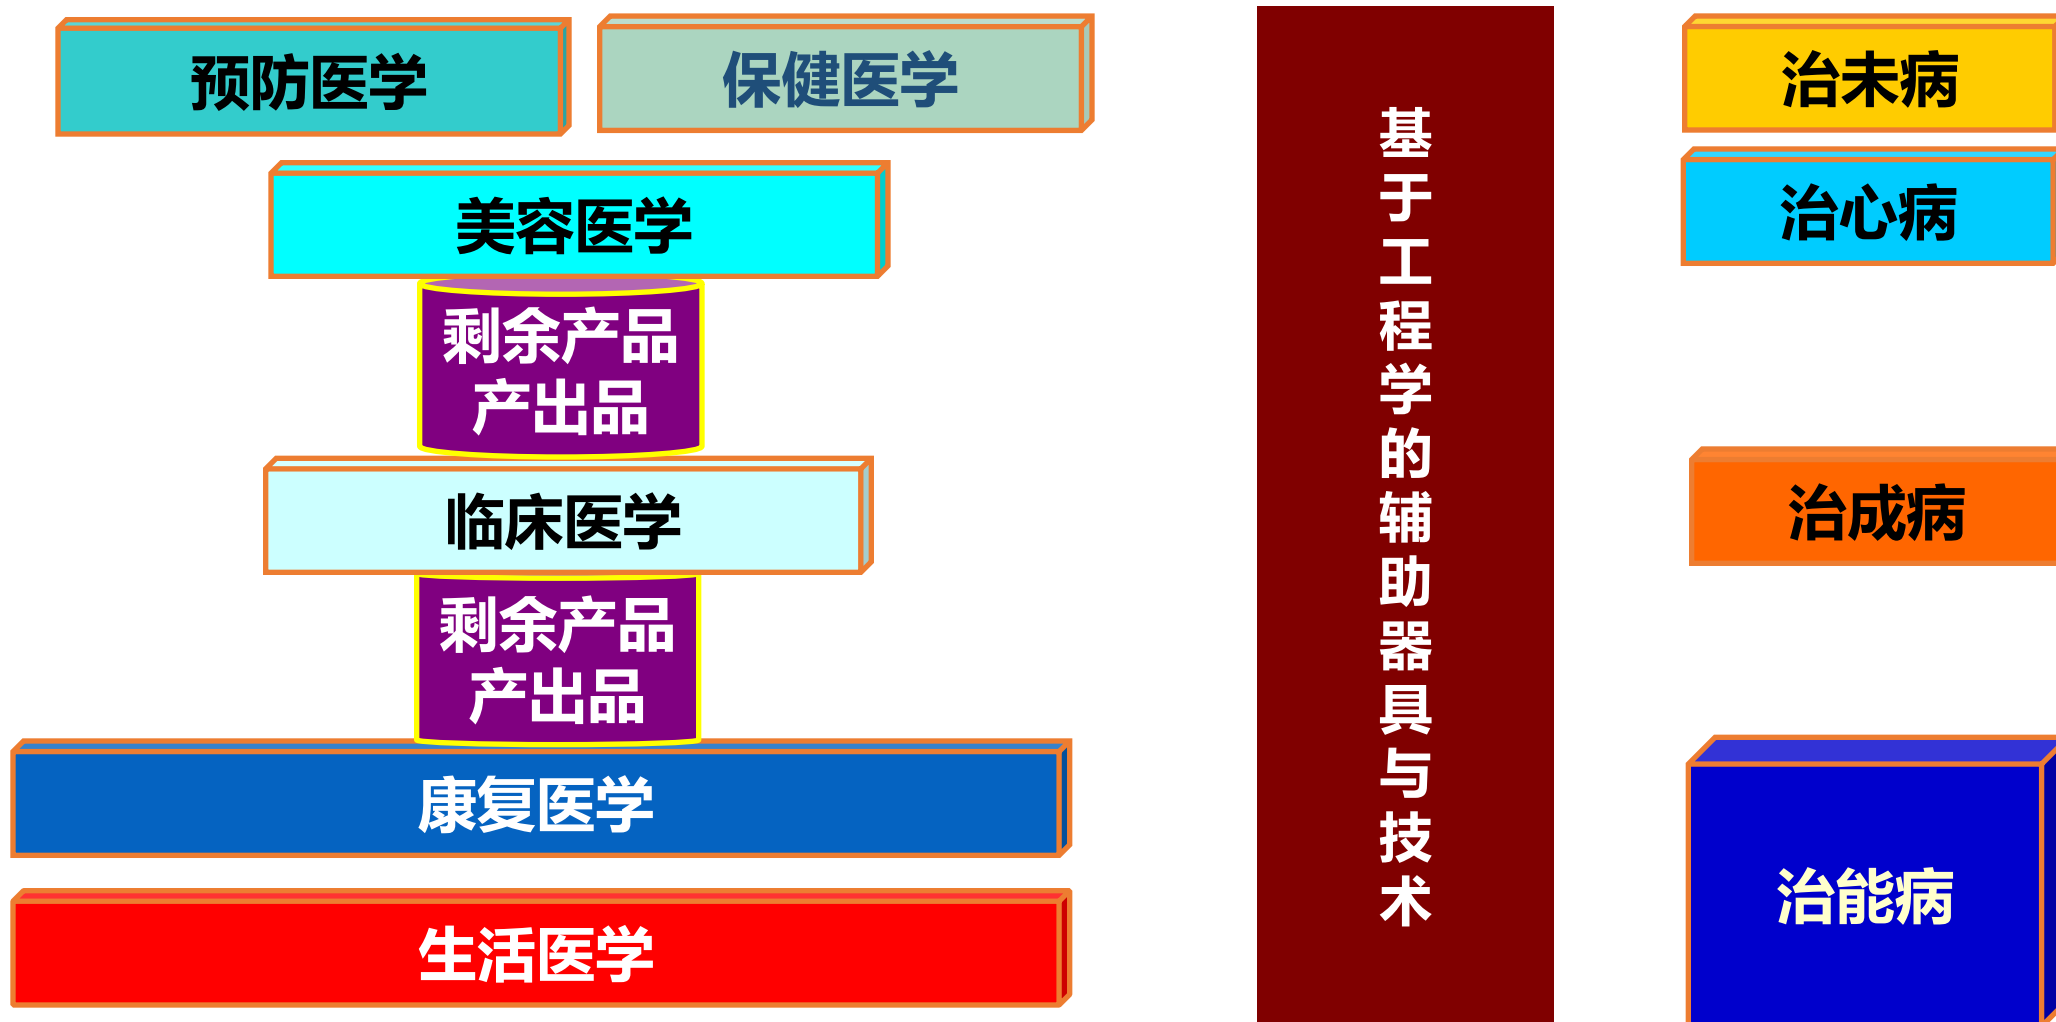 预防医学
保健医学
美容医学
剩余产品
产出品
临床医学
剩余产品
产出品
康复医学
生活医学
基于工程学的辅助器具与技术
治未病
治心病
治成病
治能病